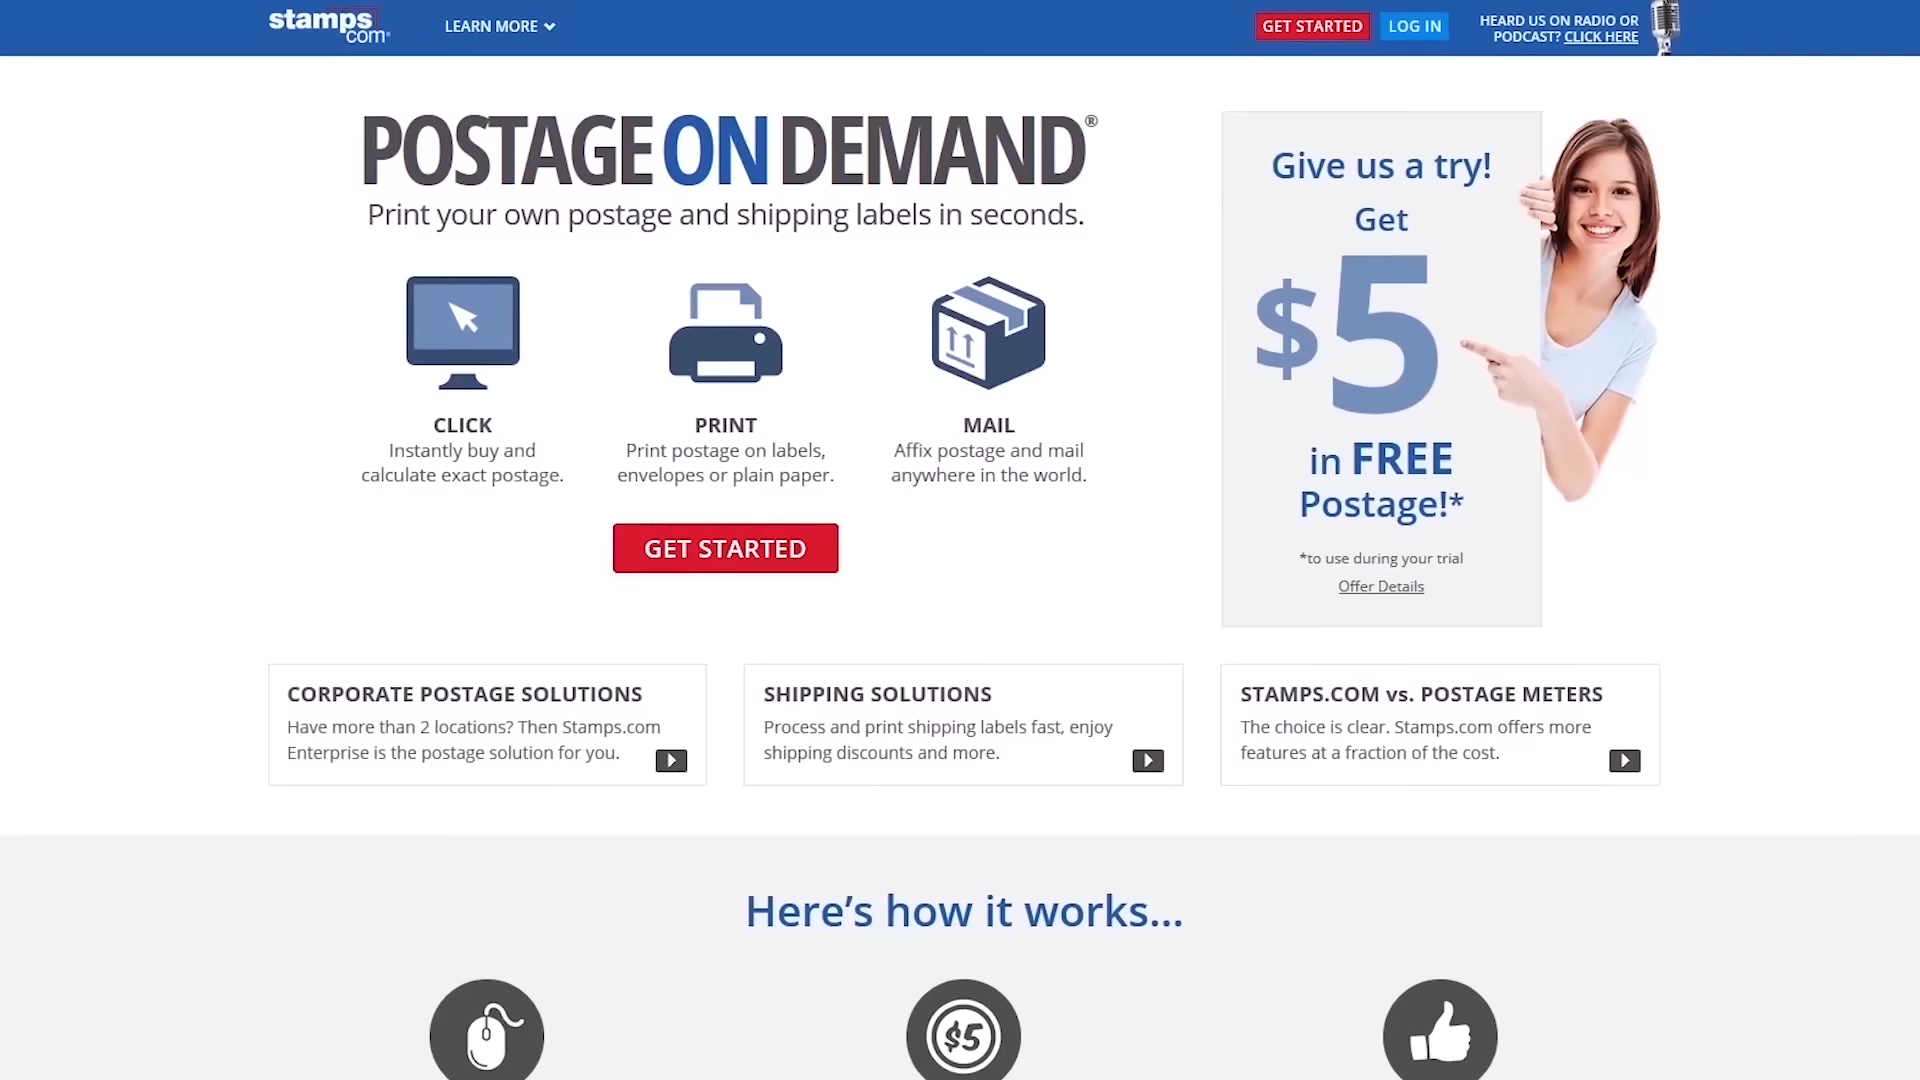 stamps
.com®
LEARN MORE
GET STARTED
LOG IN
HEARD US ON RADIO OR
PODCAST? CLICK HERE
POSTAGE ON DEMAND®
Print your own postage and shipping labels in seconds.
CLICK
Instantly buy and
calculate exact postage.
PRINT
Print postage on labels,
envelopes or plain paper.
MAIL
Affix postage and mail
anywhere in the world.
GET STARTED
Give us a try!
Get
$5
in FREE
Postage!*
*to use during your trial
Offer Details
CORPORATE POSTAGE SOLUTIONS
Have more than 2 locations? Then Stamps.com
Enterprise is the postage solution for you.
SHIPPING SOLUTIONS
Process and print shipping labels fast, enjoy
shipping discounts and more.
STAMPS.COM vs. POSTAGE METERS
The choice is clear. Stamps.com offers more
features at a fraction of the cost.
Here's how it works...
$5